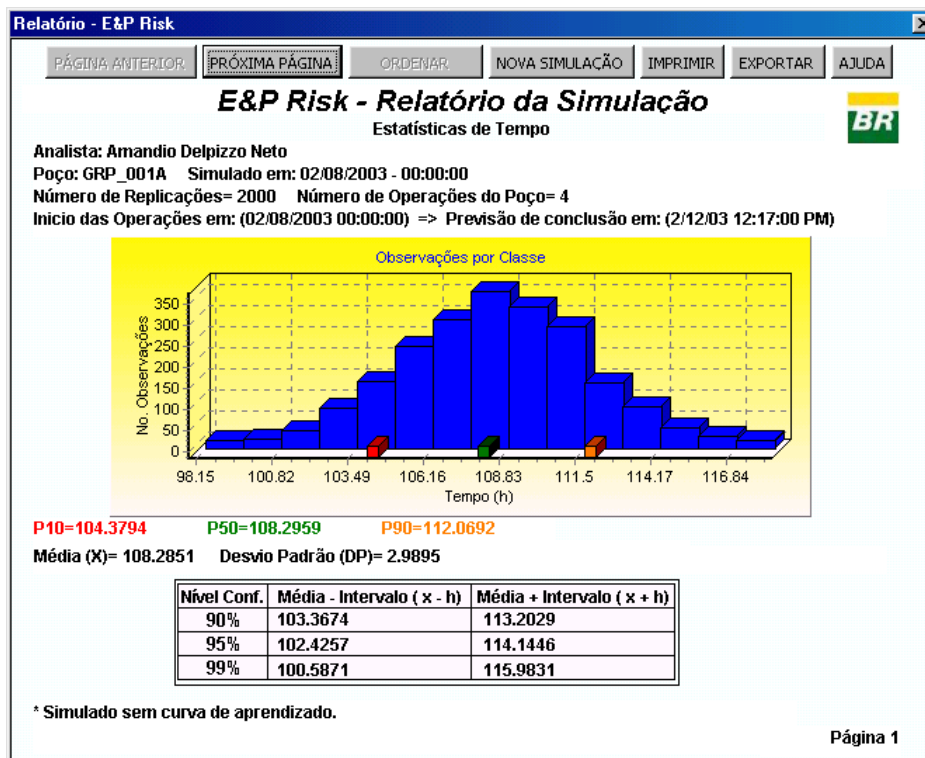 Relatório - E&P Risk
PÁGINA ANTERIOR PRÓXIMA PÁGINA ORDENAR NOVA SIMULAÇÃO IMPRIMIR EXPORTAR AJUDA
E&P Risk - Relatório da Simulação
BR
Estatísticas de Tempo
Analista: Amandio Delpizzo Neto
Poço: GRP_001A Simulado em: 02/08/2003 - 00:00:00
Número de Replicações= 2000 Número de Operações do Poço= 4
Inicio das Operações em: (02/08/2003 00:00:00) => Previsão de conclusão em: (2/12/03 12:17:00 PM)
Observações por Classe
No. Observações
350
300
250
200
150
100
50
0
98.15 100.82 103.49 106.16 108.83 111.5 114.17 116.84
Tempo (h)
P10=104.3794 P50=108.2959 P90=112.0692
Média (X)= 108.2851 Desvio Padrão (DP)= 2.9895
Nível Conf. Média - Intervalo ( x - h) Média + Intervalo ( x + h)
90% 103.3674 113.2029
95% 102.4257 114.1446
99% 100.5871 115.9831
* Simulado sem curva de aprendizado.
Página 1